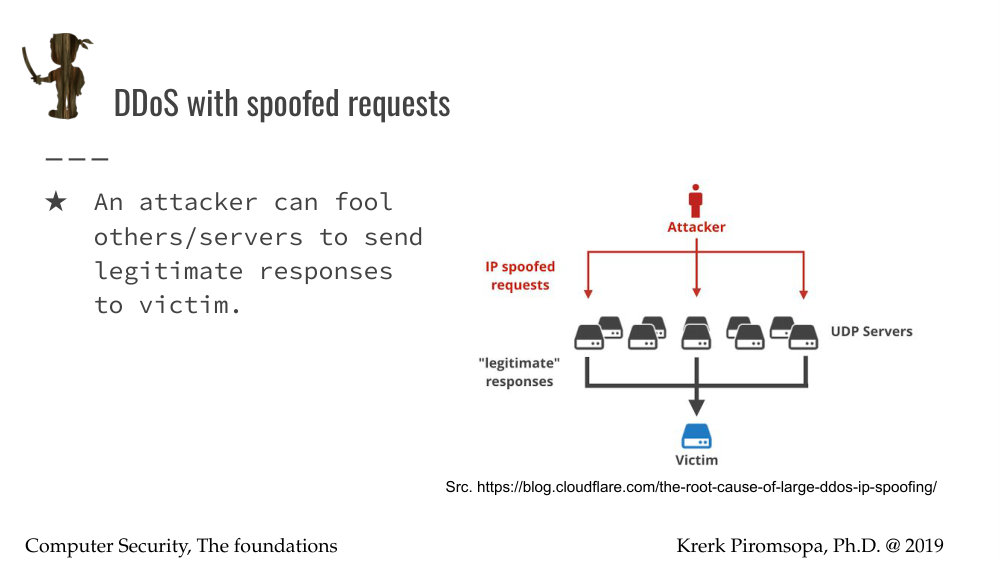 DDoS with spoofed requests
---
★ An attacker can fool
others/servers to send
legitimate responses
to victim.
Attacker
IP spoofed
requests
UDP Servers
"legitimate"
responses
Victim
Src. https://blog.cloudflare.com/the-root-cause-of-large-ddos-ip-spoofing/
Computer Security, The foundations
Krerk Piromsopa, Ph.D. @ 2019